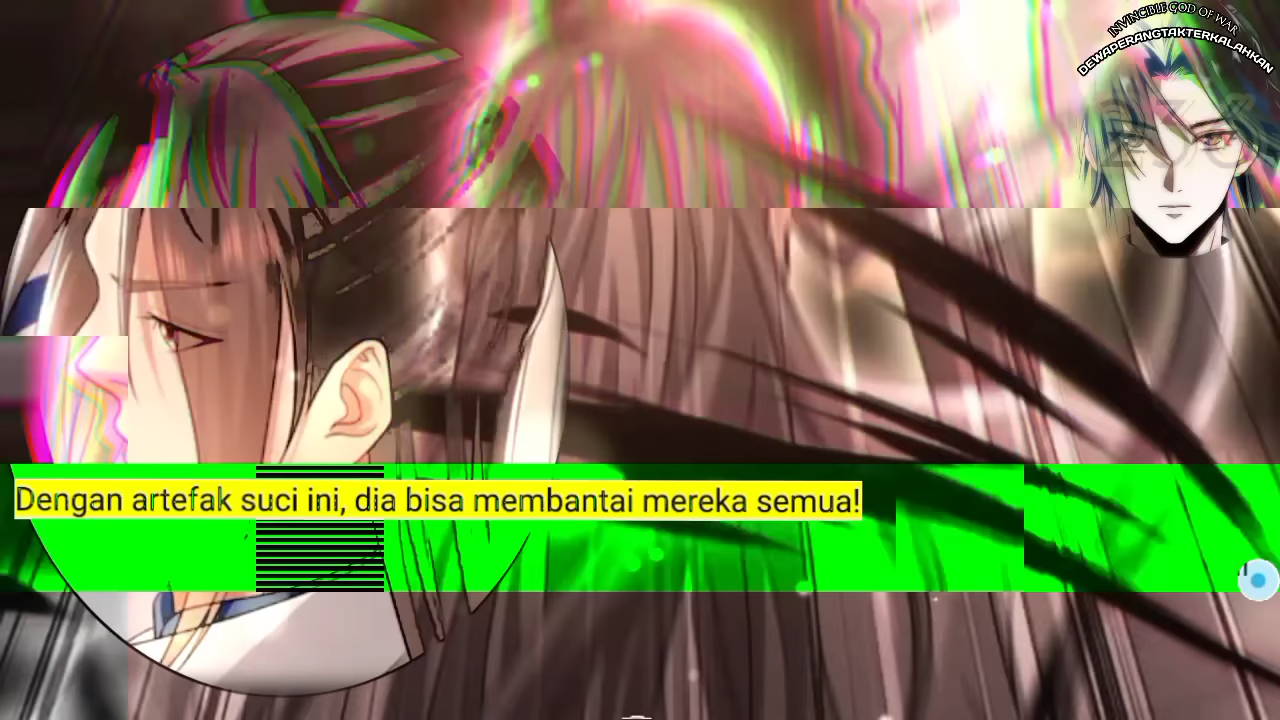 INVINCIBLE GOD OF WAR
DEWAPERANGTAKTERKALAHKAN
Dengan artefak suci ini, dia bisa membantai mereka semua!